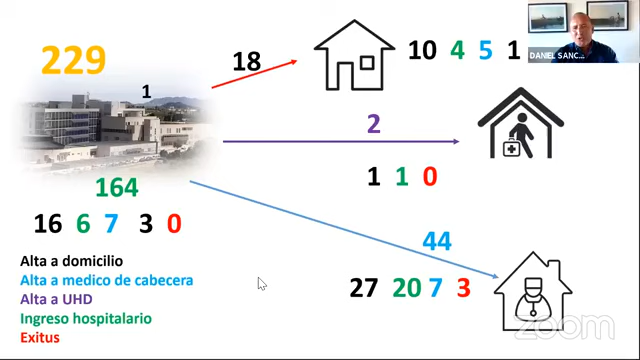 229
18
10 4 5 1
DANIEL SANC...
1
2
164
1 1 0
16 6 7 3 0
44
Alta a domicilio
Alta a medico de cabecera
Alta a UHD
Ingreso hospitalario
Exitus
27 20 7 3
zoom